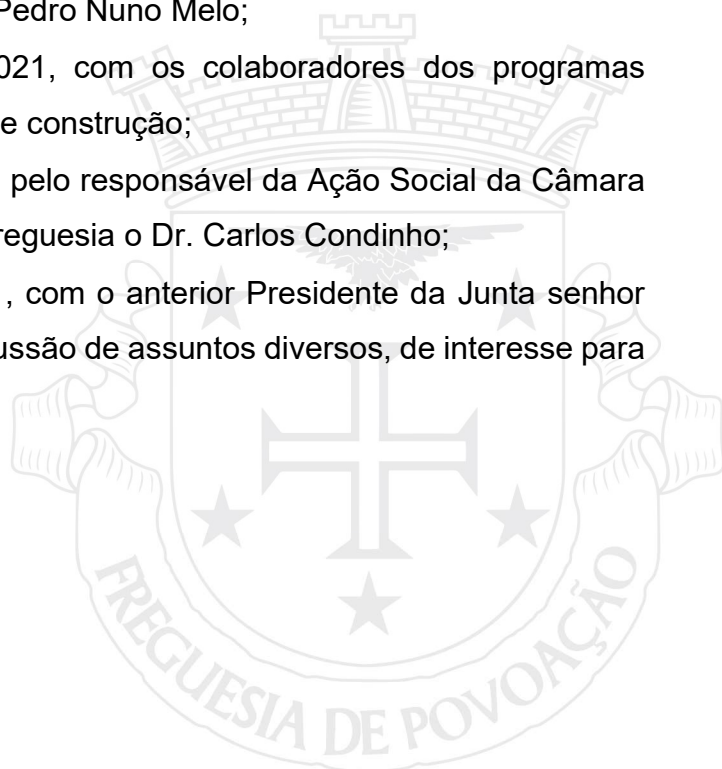 Pedro Nuno Melo;
021, com os colaboradores dos programas
e construção;
pelo responsável da Ação Social da Câmara
reguesia o Dr. Carlos Condinho;
, com o anterior Presidente da Junta senhor
ussão de assuntos diversos, de interesse para
FREGUESIA DE POVOAÇÃO